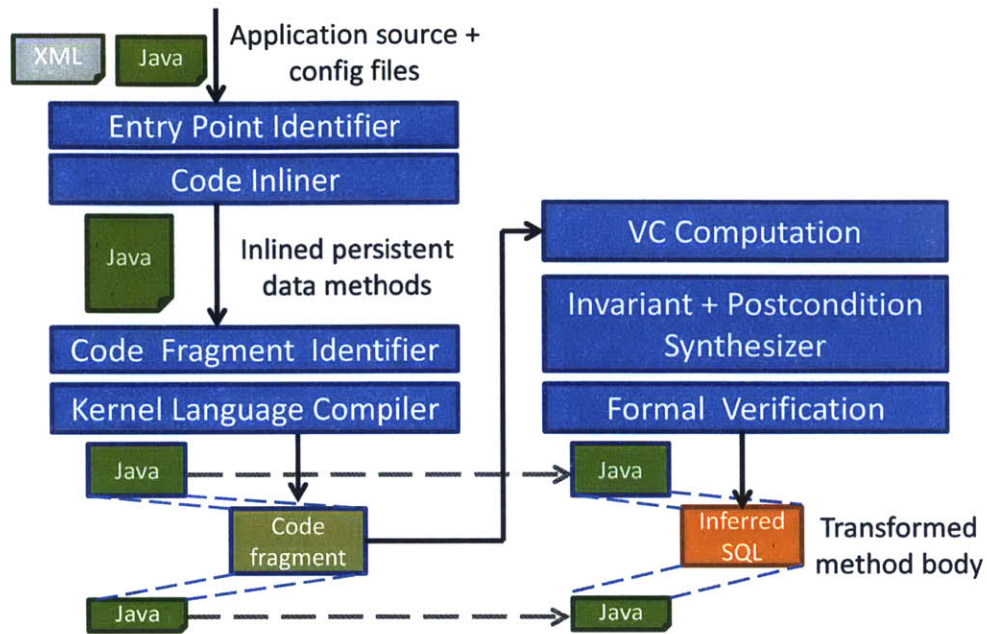 XML
Java
Application source +
config files
Entry Point Identifier
Code Inliner
Java
Inlined persistent
data methods
Code Fragment Identifier
Kernel Language Compiler
Java
Code
fragment
Java
VC Computation
Invariant + Postcondition
Synthesizer
Formal Verification
Java
Inferred
SQL
Transformed
method body
Java